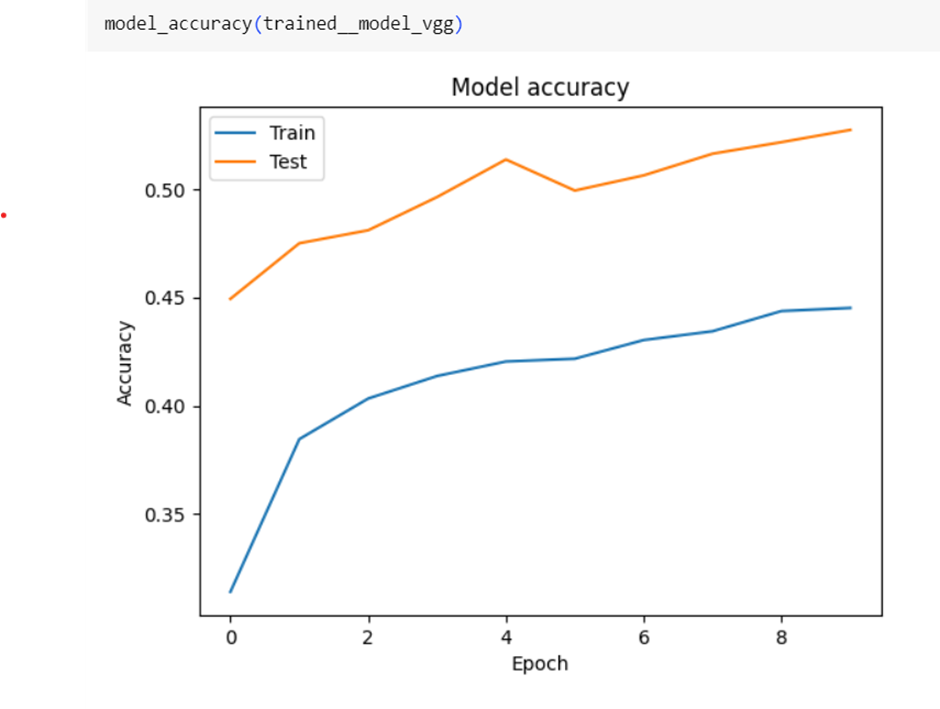 model_accuracy(trained__model_vgg)
Model accuracy
Train
Test
0.50
0.45
0.40
0.35
Accuracy
0
2
4
6
8
Epoch